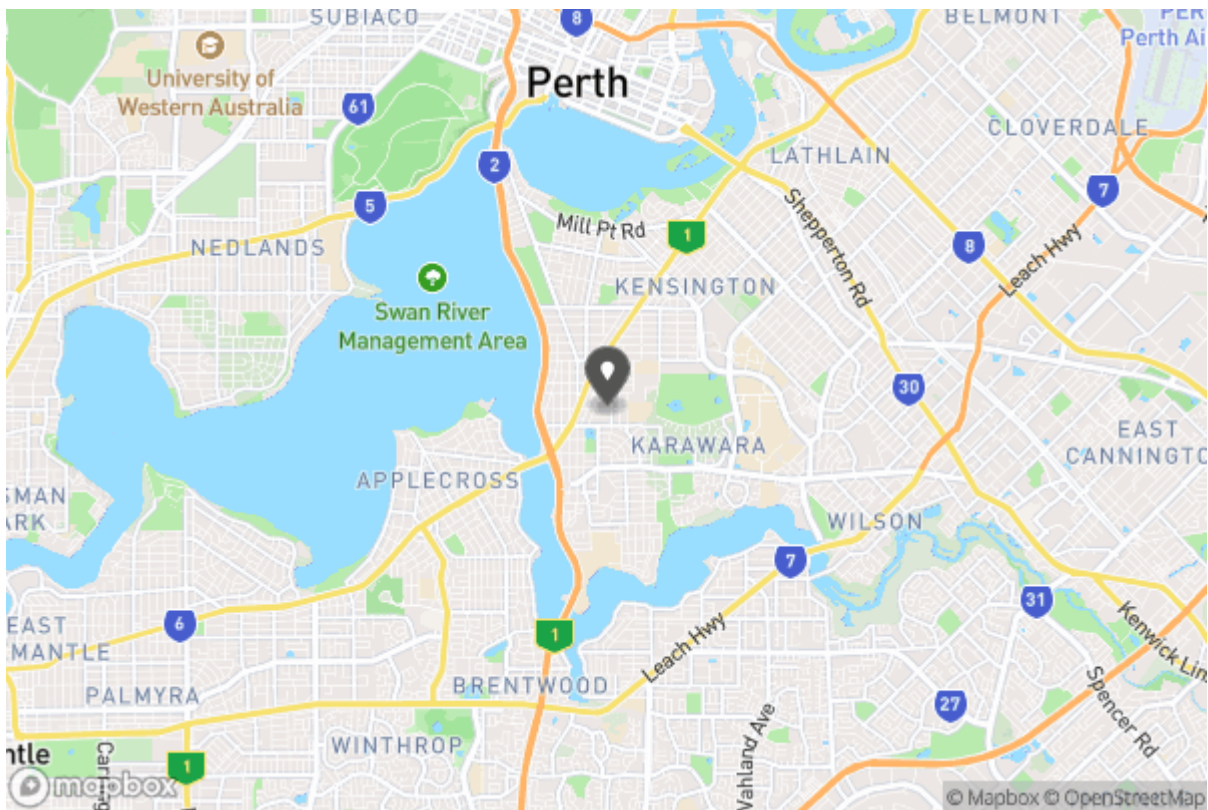 SUBIACO
8
BELMONT
PER
Perth Ai
University of
Western Australia
Perth
61
CLOVERDALE
LATHLAIN
2
7
5
Mill Pt Rd
1
Shepperton Rd
8
Leach Hwy
NEDLANDS
KENSINGTON
Swan River
Management Area
30
KARAWARA
EAST
CANNINGTO
APPLECROSS
SMAN
ARK
WILSON
7
31
6
1
EAST
MANTLE
Leach Hwy
Kenwick Lin
PALMYRA
BRENTWOOD
27
Spencer Rd
WINTHROP
Vahland Ave
ntle
1
Carring
mapbox
© Mapbox © OpenStreetMap